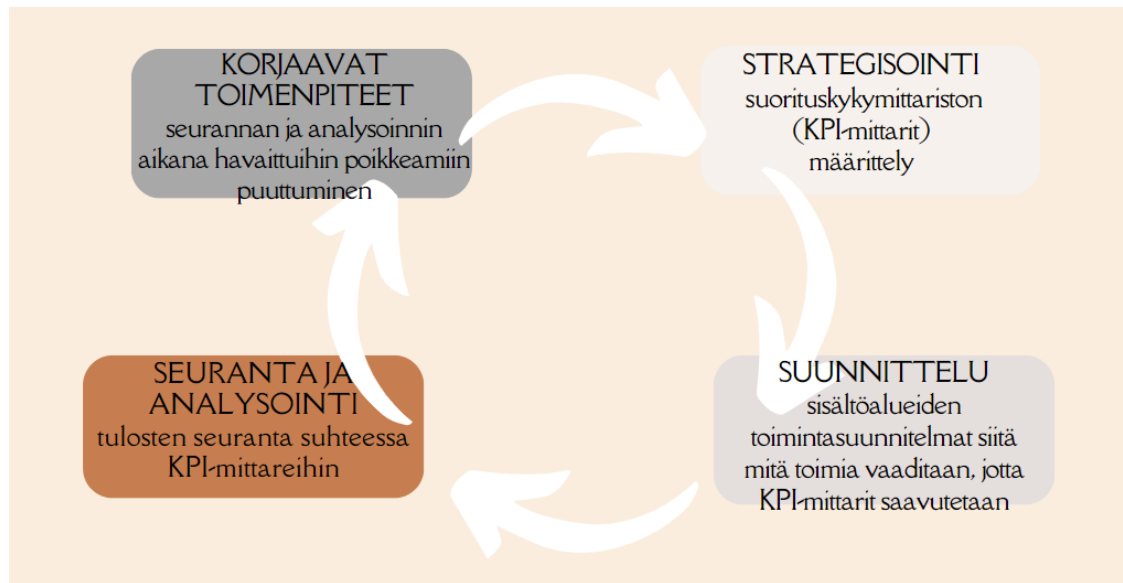 KORJAAVAT
TOIMENPITEET
seurannan ja analysoinnin
aikana havaittuihin poikkeamiin
puuttuminen
STRATEGISOINTI
suorituskykymittariston
(KPI-mittarit)
määrittely
SUUNNITTELU
sisältöalueiden
toimintasuunnitelmat siitä
mitä toimia vaaditaan, jotta
KPI-mittarit saavutetaan
SEURANTA JA
ANALYSOINTI
tulosten seuranta suhteessa
KPI-mittareihin